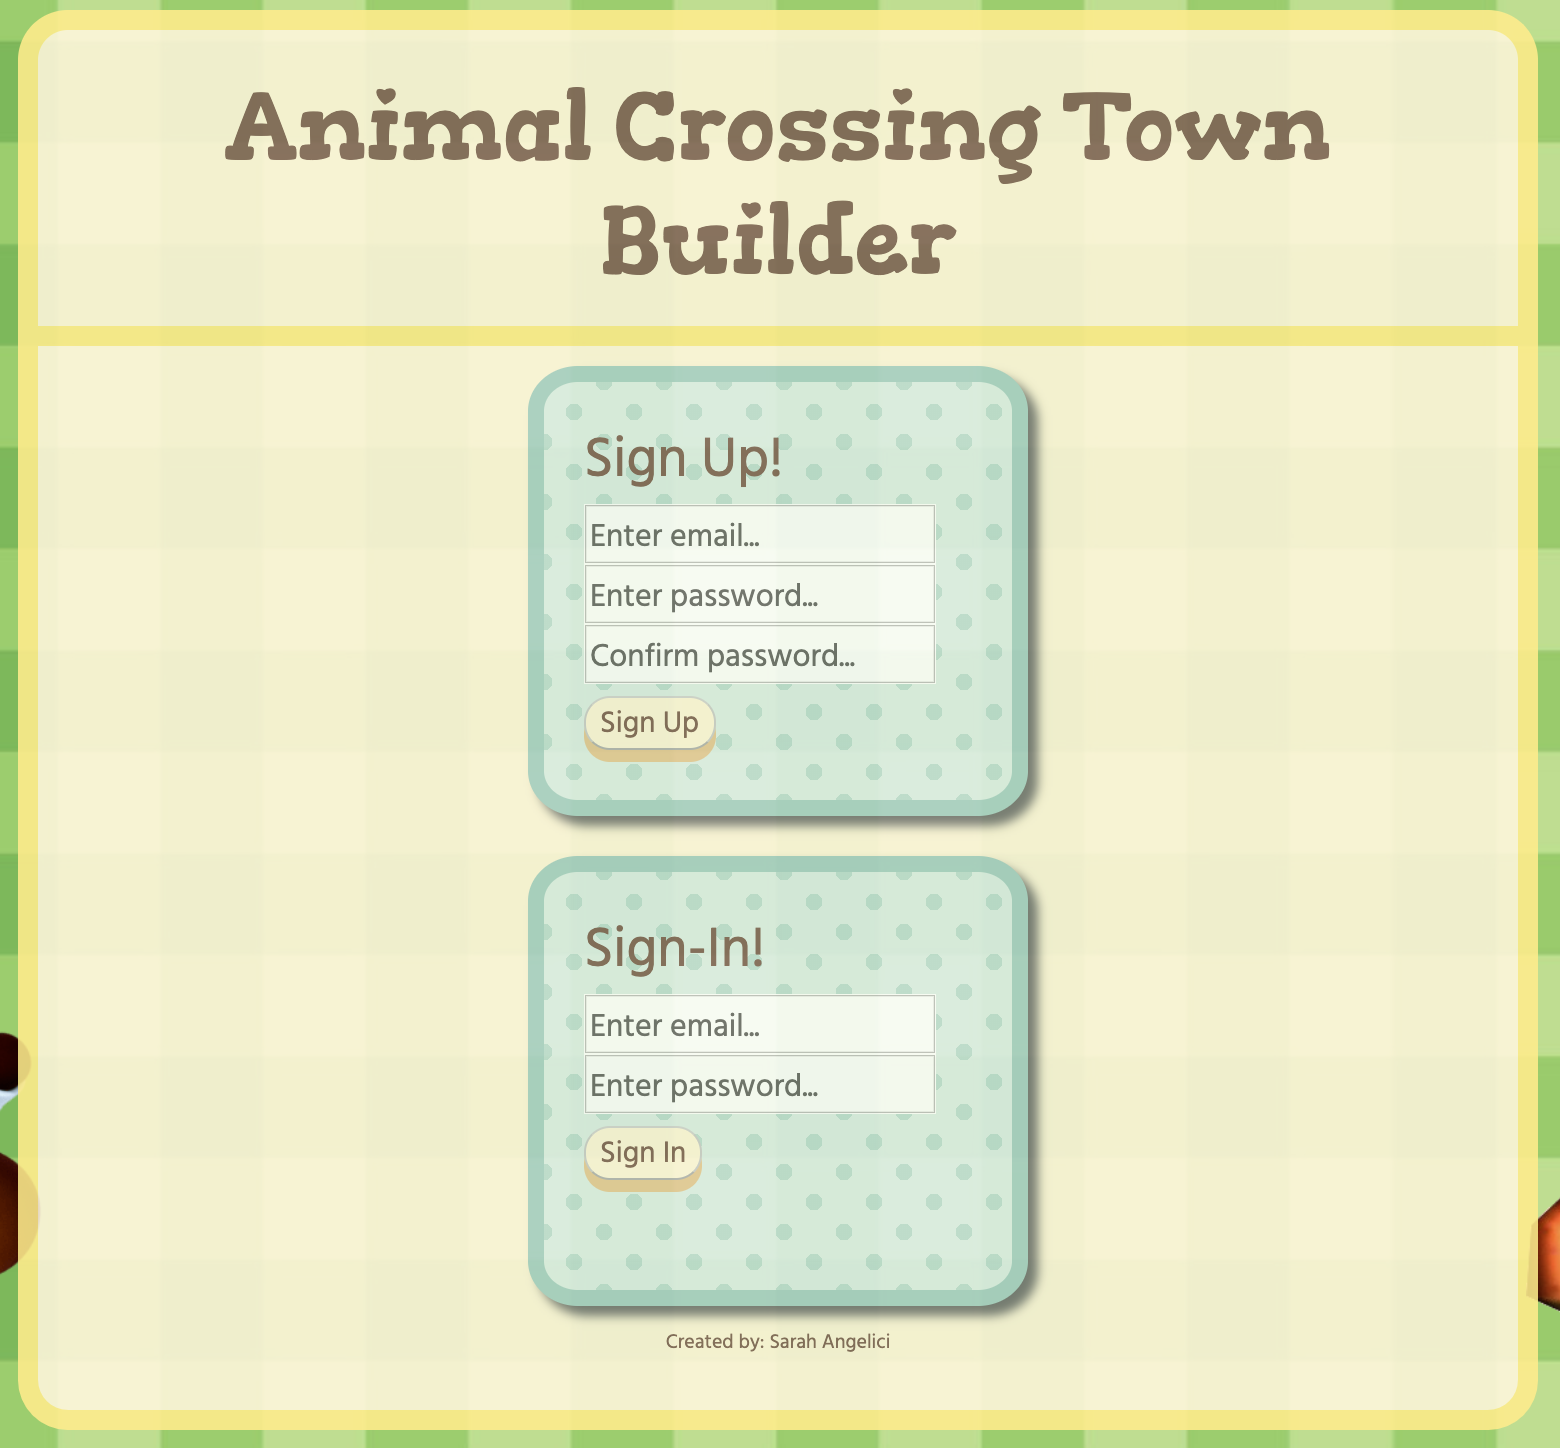 Animal Crossing Town
Builder
Sign Up!
Enter email...
Enter password...
Confirm password...
Sign Up
Sign-In!
Enter email...
Enter password...
Sign In
Created by: Sarah Angelici